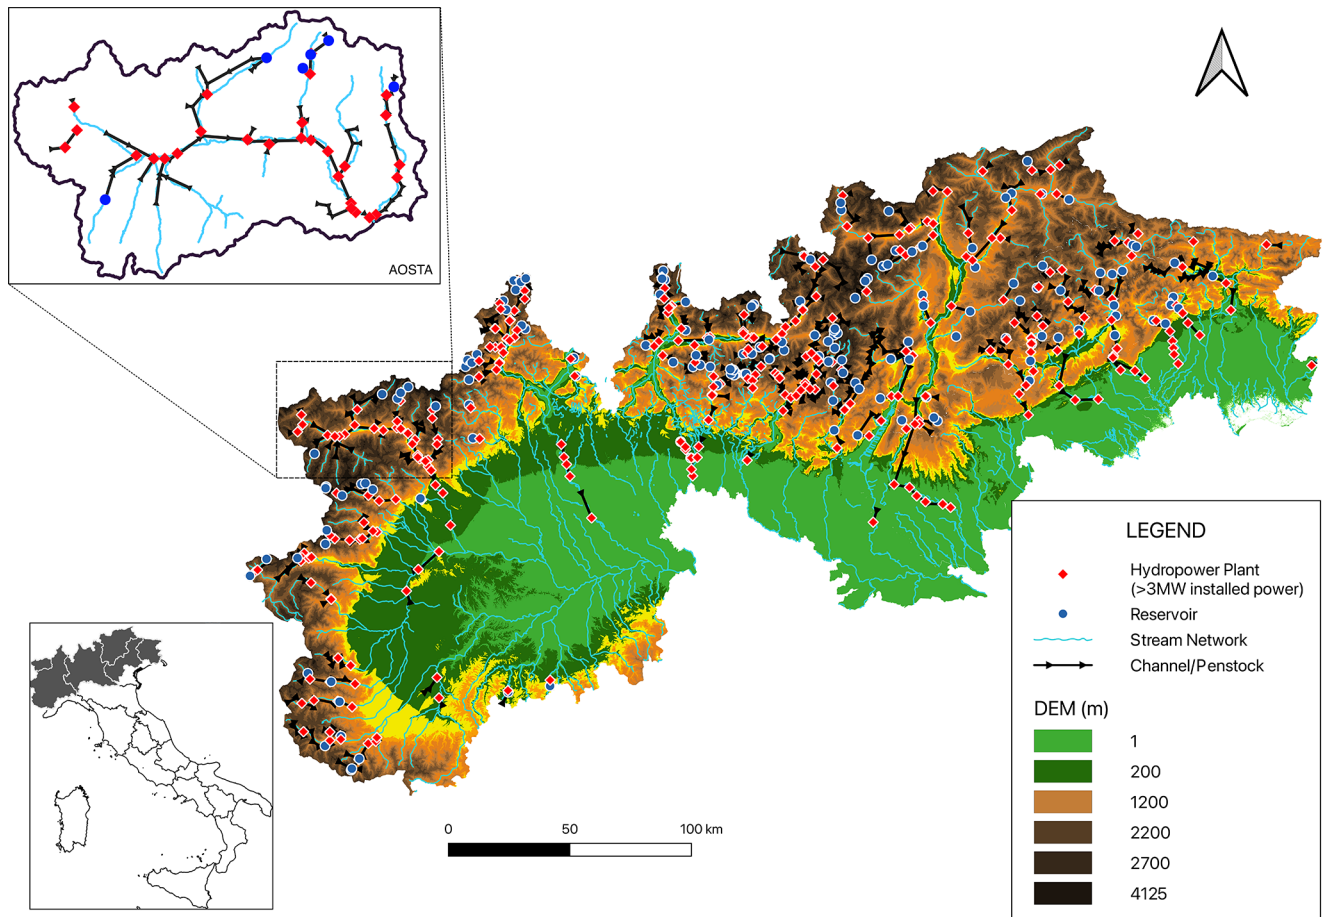 AOSTA
LEGEND
Hydropower Plant
(>3MW installed power)
Reservoir
Stream Network
Channel/Penstock
DEM (m)
1
200
1200
2200
2700
4125
0
50
100 km